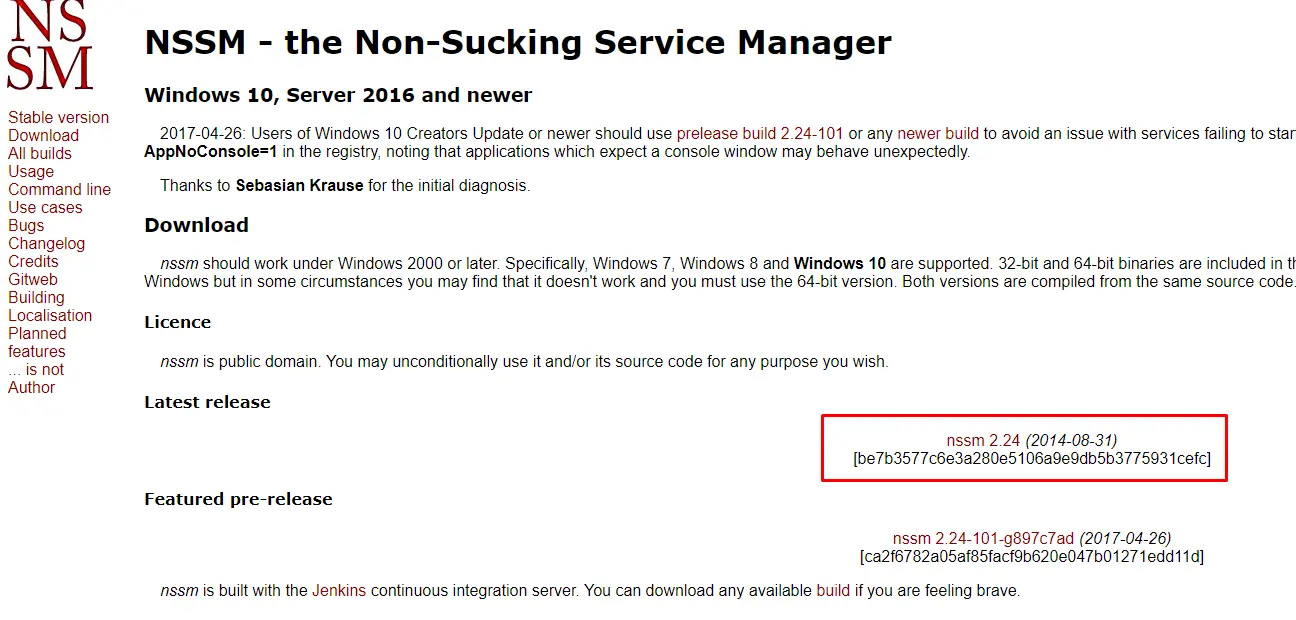 NS
SM
Stable version
Download
All builds
Usage
Command line
Use cases
Bugs
Changelog
Credits
Gitweb
Building
Localisation
Planned
features
... is not
Author
NSSM - the Non-Sucking Service Manager
Windows 10, Server 2016 and newer
2017-04-26: Users of Windows 10 Creators Update or newer should use prelease build 2.24-101 or any newer build to avoid an issue with services failing to star
AppNoConsole=1 in the registry, noting that applications which expect a console window may behave unexpectedly.
Thanks to Sebasian Krause for the initial diagnosis.
Download
nssm should work under Windows 2000 or later. Specifically, Windows 7, Windows 8 and Windows 10 are supported. 32-bit and 64-bit binaries are included in th
Windows but in some circumstances you may find that it doesn't work and you must use the 64-bit version. Both versions are compiled from the same source code.
Licence
nssm is public domain. You may unconditionally use it and/or its source code for any purpose you wish.
Latest release
nssm 2.24 (2014-08-31)
[be7b3577c6e3a280e5106a9e9db5b3775931cefc]
Featured pre-release
nssm 2.24-101-g897c7ad (2017-04-26)
[ca2f6782a05af85facf9b620e047b01271edd11d]
nssm is built with the Jenkins continuous integration server. You can download any available build if you are feeling brave.